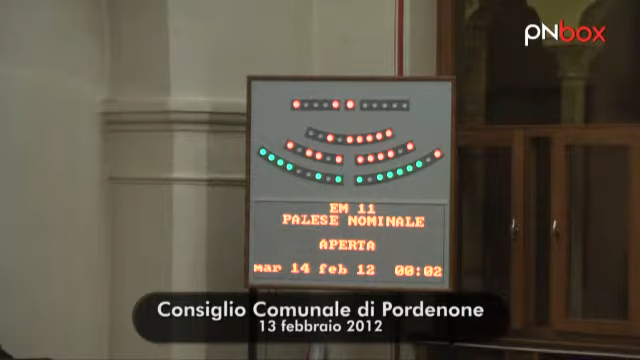 pnbox
EM 11
PALESE NOMINALE
APERTA
mar 14 feb 12 00:02
Consiglio Comunale di Pordenone
13 febbraio 2012